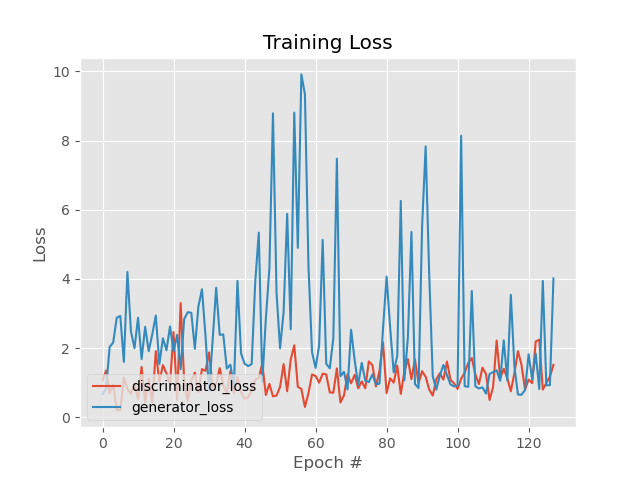 Training Loss
10
8
6
4
2
0
Loss
discriminator_loss
generator_loss
0 20 40 60 80 100 120
Epoch #